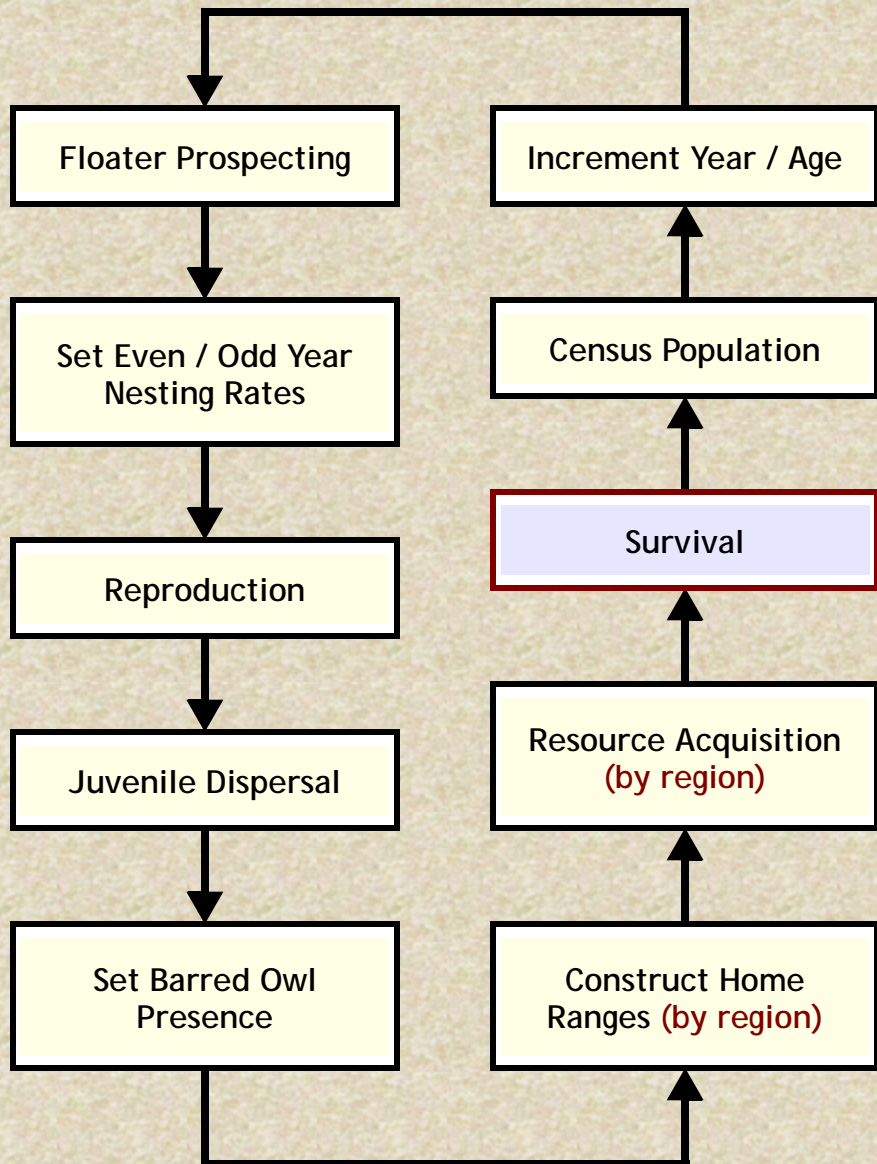 Floater Prospecting
Set Even / Odd Year
Nesting Rates
Reproduction
Juvenile Dispersal
Set Barred Owl
Presence
Construct Home
Ranges (by region)
Resource Acquisition
(by region)
Survival
Census Population
Increment Year / Age